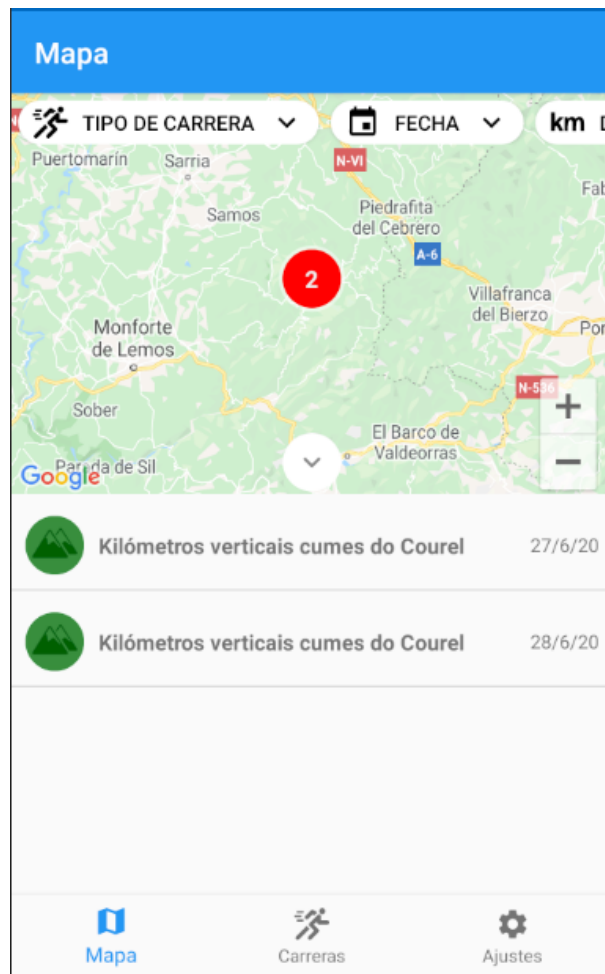 Mapa
TIPO DE CARRERA
FECHA
km
Puertomarín
Sarria
N-VI
Samos
Piedrafita
del Cebrero
A-6
2
Villafranca
del Bierzo
Monforte
de Lemos
N-536
+
Sober
El Barco de
Valdeorras
−
Google
Kilómetros verticais cumes do Courel 27/6/20
Kilómetros verticais cumes do Courel 28/6/20
Mapa
Carreras
Ajustes